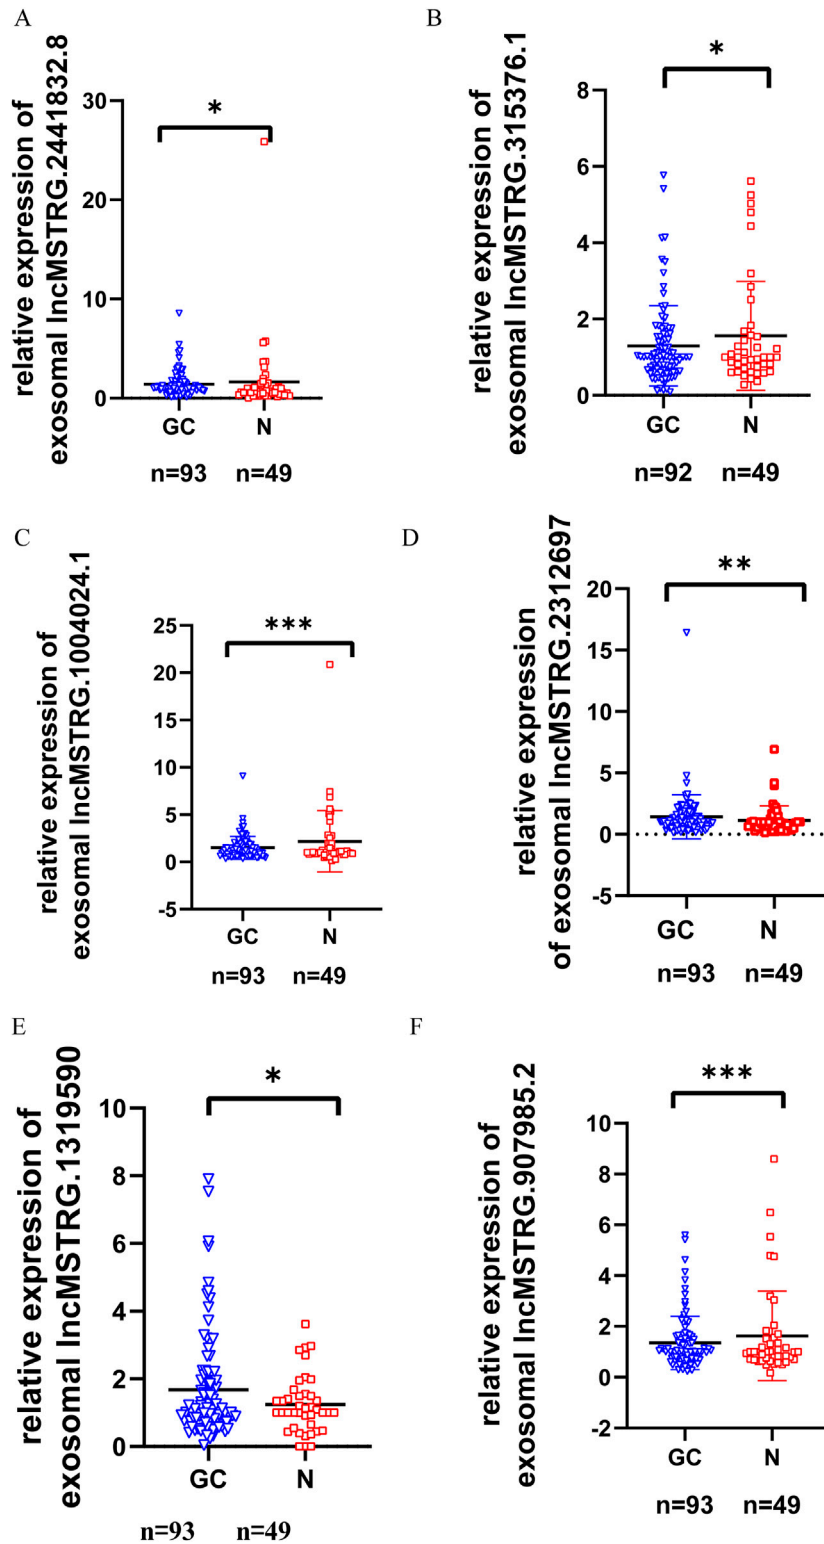 A
relative expression of
exosomal lncMSTRG.2441832.8
30
20
10
0
*
GC
N
n=93
n=49
B
relative expression of
exosomal lncMSTRG.315376.1
8
6
4
2
0
*
GC
N
n=92
n=49
C
relative expression of
exosomal lncMSTRG.1004024.1
25
20
15
10
5
0
-5
***
GC
N
n=93
n=49
D
relative expression
of exosomal lncMSTRG.2312697
20
15
10
5
0
-5
**
GC
N
n=93
n=49
E
relative expression of
exosomal lncMSTRG.1319590
10
8
6
4
2
0
*
GC
N
n=93
n=49
F
relative expression of
exosomal lncMSTRG.907985.2
10
8
6
4
2
0
-2
***
GC
N
n=93
n=49